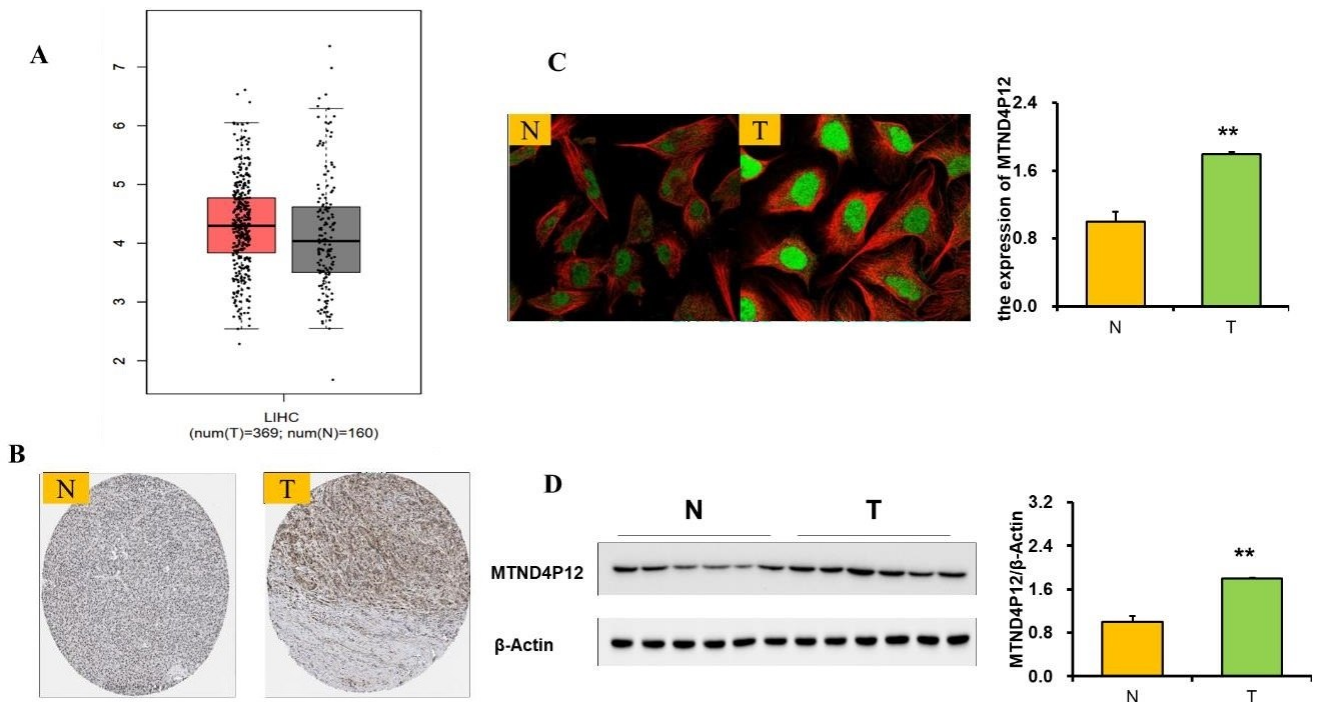 A
7
6
5
4
3
2
LIHC
(num(T)=369; num(N)=160)
B
N
T
C
N
T
the expression of MTND4P12
2.4
1.6
0.8
0.0
**
N
T
D
N
T
MTND4P12
β-Actin
MTND4P12/β-Actin
3.2
2.4
1.6
0.8
0.0
**
N
T